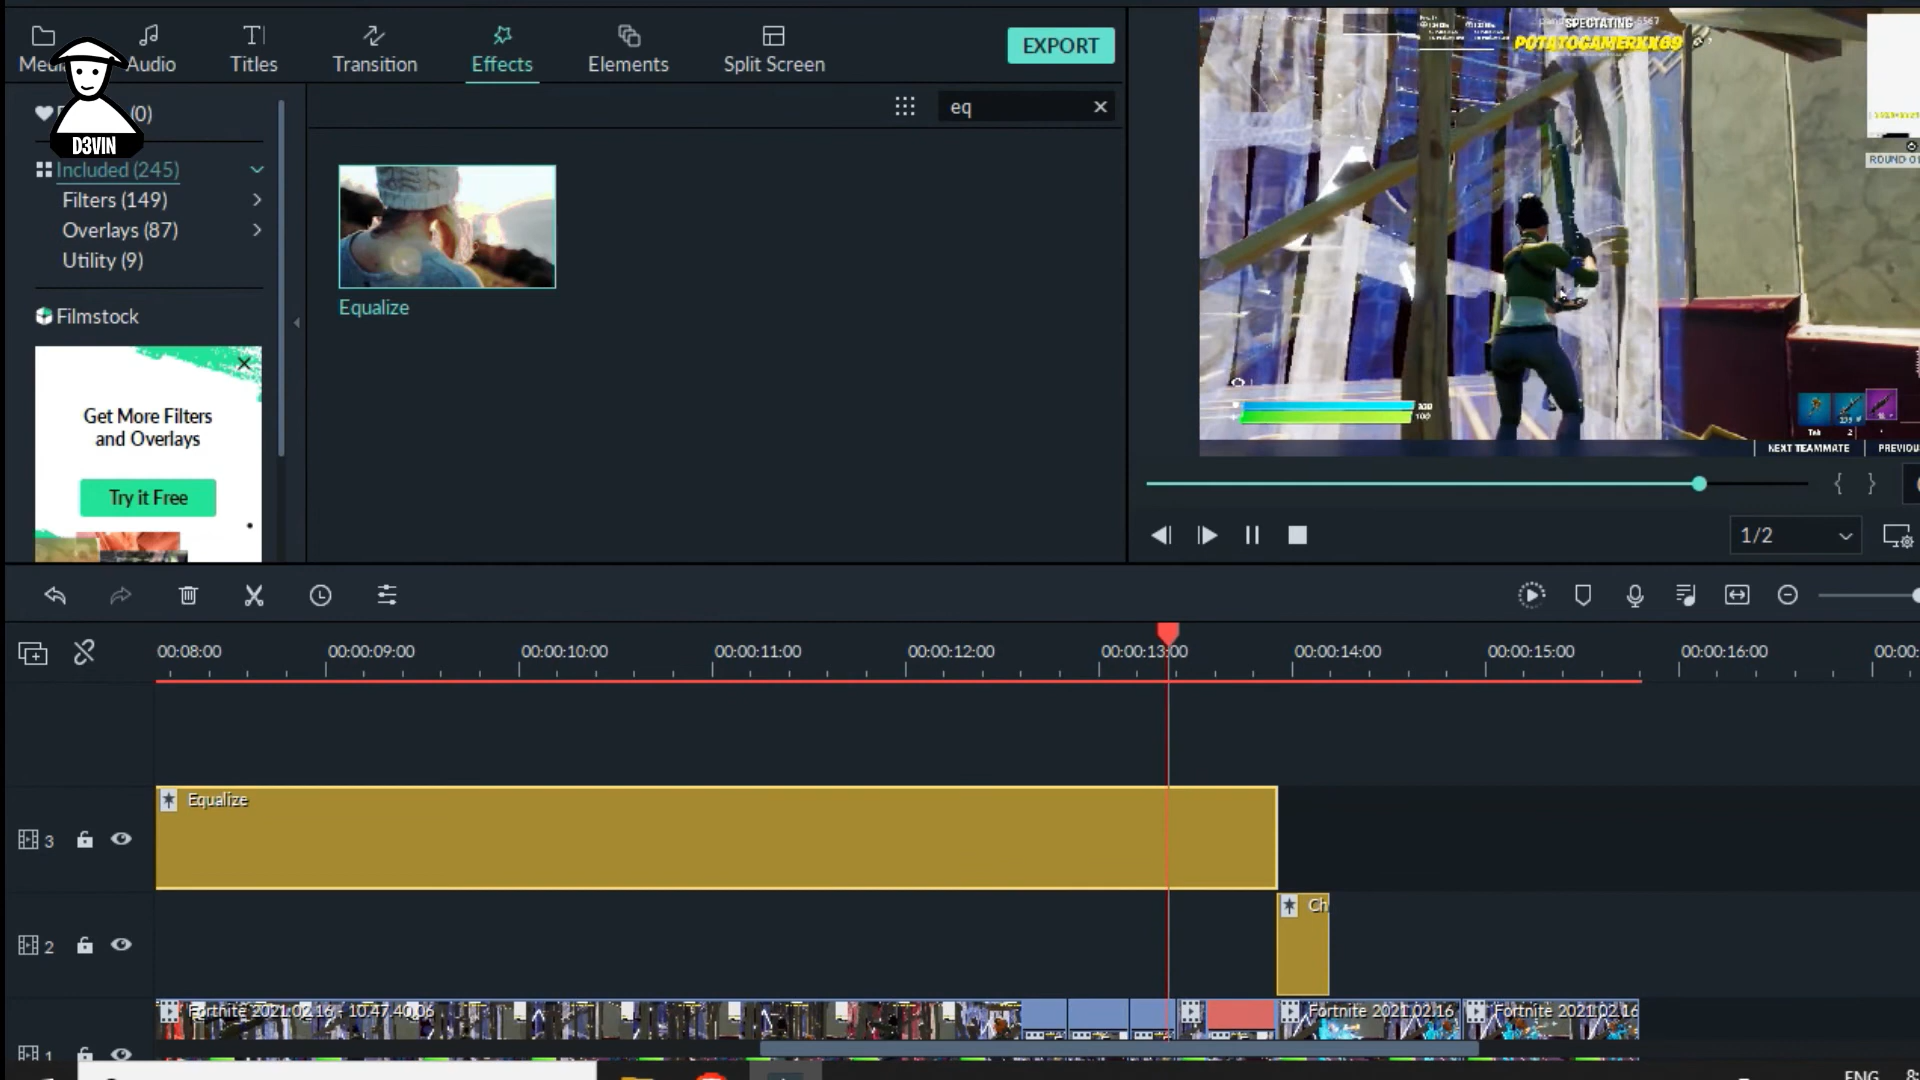 Audio
Titles
Transition
Effects
Elements
Split Screen
EXPORT
(0)
D3VIN
eq
Included (245)
Filters (149)
Overlays (87)
Utility (9)
Filmstock
Equalize
Get More Filters
and Overlays
Try it Free
SPECTATING
POTATOGAMERXX69
100
NEXT TEAMMATE
1/2
00:08:00
00:00:09:00
00:00:10:00
00:00:11:00
00:00:12:00
00:00:13:00
00:00:14:00
00:00:15:00
00:00:16:00
00:00:
Equalize
3
Ch
2
Fortnite 2021.02.16 - 10.47.40.06
Fortnite 2021.02.16
Fortnite 2021.02.16
1
ENG